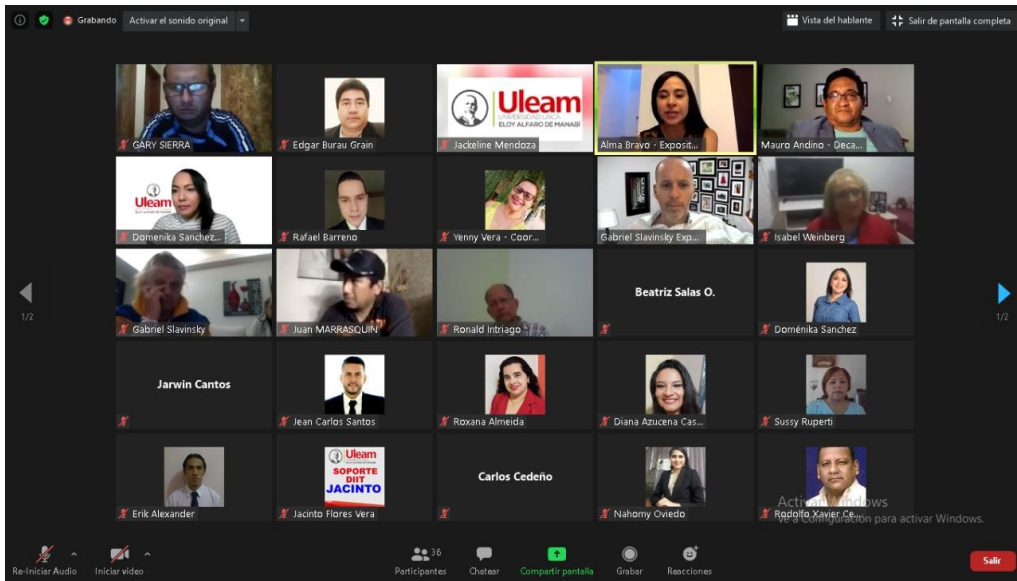 Grabando
Activar el sonido original
Vista del hablante
Salir de pantalla completa
GARY SIERRA
Edgar Burau Grain
Uleam
UNIVERSIDAD LAICA
ELOY ALFARO DE MANABÍ
Jackeline Mendoza
Alma Bravo - Exposit...
Mauro Andino - Deca...
Uleam
ELOY ALFARO DE MANABÍ
Domenika Sanchez...
Rafael Barreno
Yenny Vera - Coor...
Gabriel Slavinsky Exp...
Isabel Weinberg
1/2
Gabriel Slavinsky
Juan MARRASQUIN
Ronald Intriago
Beatriz Salas O.
Doménika Sanchez
1/2
Jarwin Cantos
Jean Carlos Santos
Roxana Almeida
Diana Azucena Cas...
Sussy Ruperti
Erik Alexander
Uleam
SOPORTE
DIIT
JACINTO
Jacinto Flores Vera
Carlos Cedeño
Nahomy Oviedo
Rodolfo Xavier Ce...
Activar Windows
Ve a Configuración para activar Windows.
Re-Iniciar Audio
Iniciar video
36
Participantes
Chatear
Compartir pantalla
Grabar
Reacciones
Salir